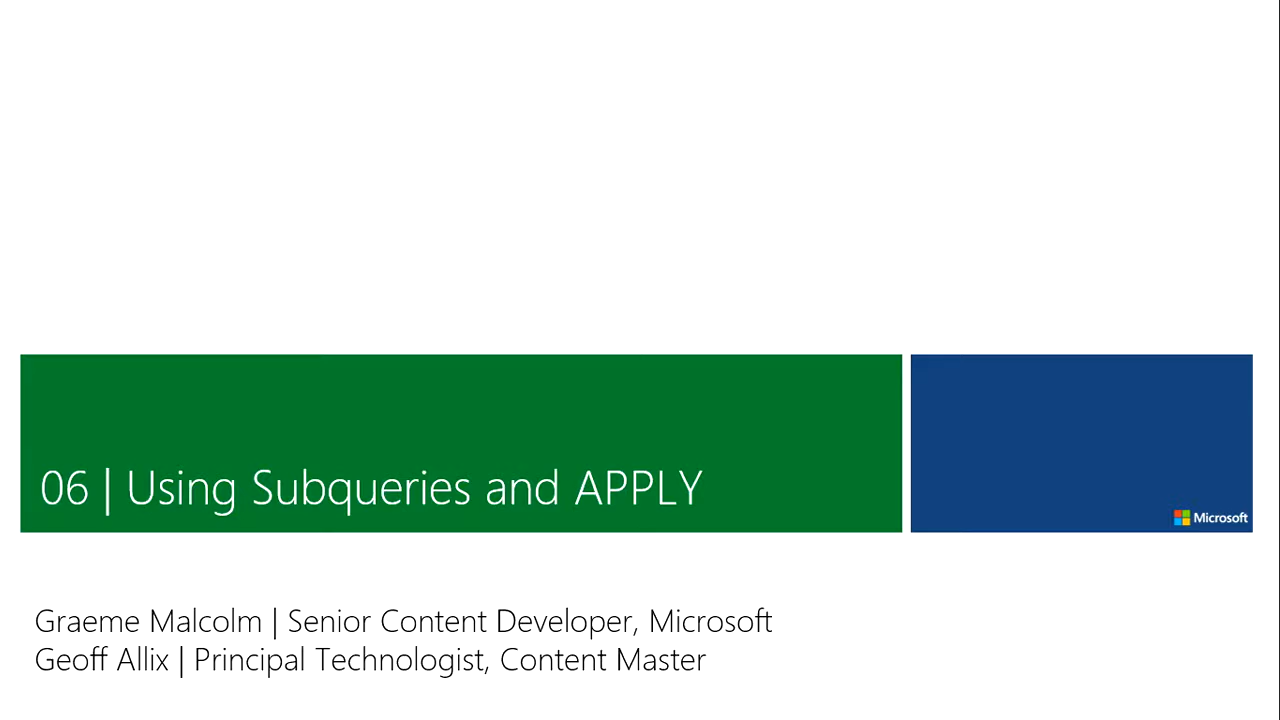 06 | Using Subqueries and APPLY
Microsoft
Graeme Malcolm | Senior Content Developer, Microsoft
Geoff Allix | Principal Technologist, Content Master